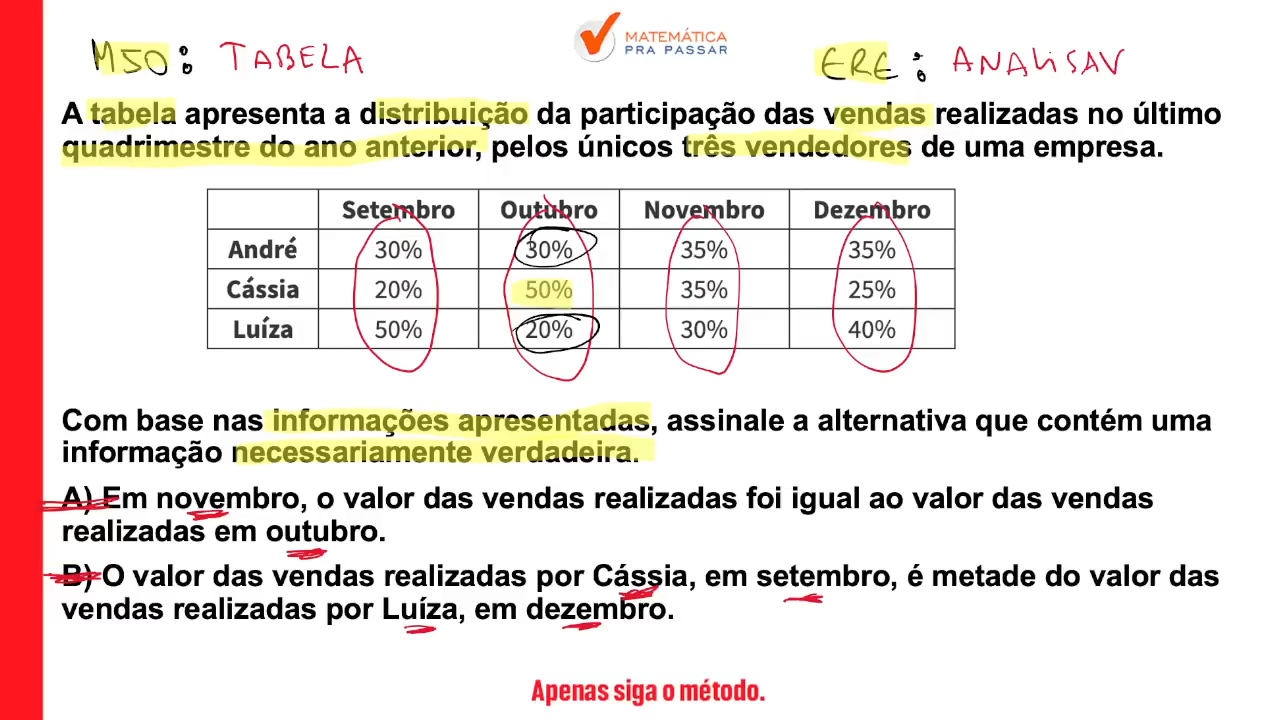 MATEMÁTICA
PRA PASSAR
M50: TABELA
ERE: ANALISAV
A tabela apresenta a distribuição da participação das vendas realizadas no último
quadrimestre do ano anterior, pelos únicos três vendedores de uma empresa.
Setembro Outubro Novembro Dezembro
André 30% 30% 35% 35%
Cássia 20% 50% 35% 25%
Luíza 50% 20% 30% 40%
Com base nas informações apresentadas, assinale a alternativa que contém uma
informação necessariamente verdadeira.
A) Em novembro, o valor das vendas realizadas foi igual ao valor das vendas
realizadas em outubro.
B) O valor das vendas realizadas por Cássia, em setembro, é metade do valor das
vendas realizadas por Luíza, em dezembro.
Apenas siga o método.